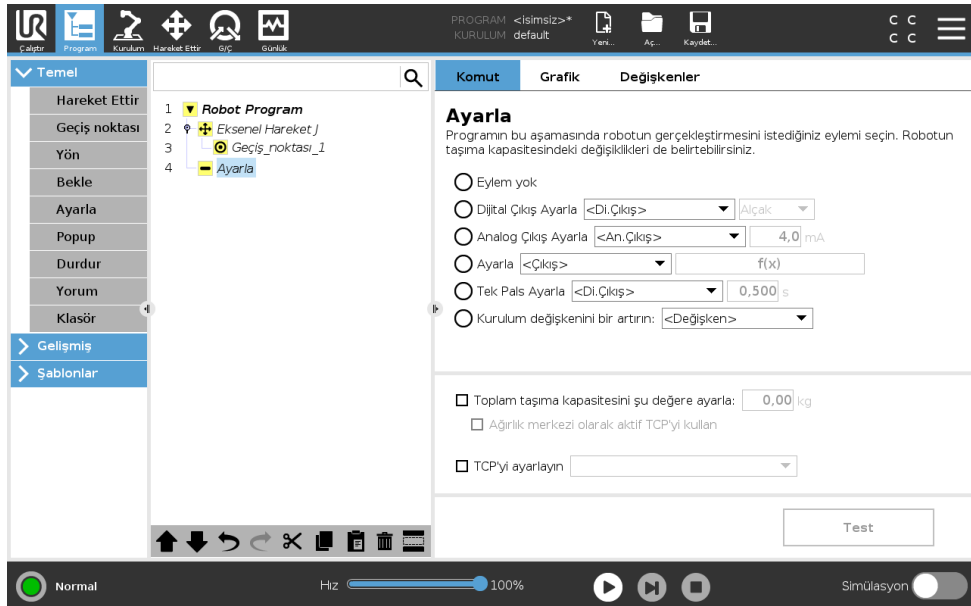 UR
Çalıştır
Program
Kurulum
Hareket Ettir
G/Ç
Günlük
PROGRAM <isimsiz>*
KURULUM default
Yeni...
Aç...
Kaydet...
C C
C C
Temel
Hareket Ettir
Geçiş noktası
Yön
Bekle
Ayarla
Popup
Durdur
Yorum
Klasör
Gelişmiş
Şablonlar
1 Robot Program
2 Eksenel Hareket J
3 Geçiş_noktası_1
4 Ayarla
Komut Grafik Değişkenler
Ayarla
Programın bu aşamasında robotun gerçekleştirmesini istediğiniz eylemi seçin. Robotun
taşıma kapasitesindeki değişiklikleri de belirtebilirsiniz.
Eylem yok
Dijital Çıkış Ayarla <Di.Çıkış> Alçak
Analog Çıkış Ayarla <An.Çıkış> 4,0 mA
Ayarla <Çıkış> f(x)
Tek Pals Ayarla <Di.Çıkış> 0,500 s
Kurulum değişkenini bir artırın: <Değişken>
Toplam taşıma kapasitesini şu değere ayarla: 0,00 kg
Ağırlık merkezi olarak aktif TCP'yi kullan
TCP'yi ayarlayın
Test
Normal
Hız 100%
Simülasyon